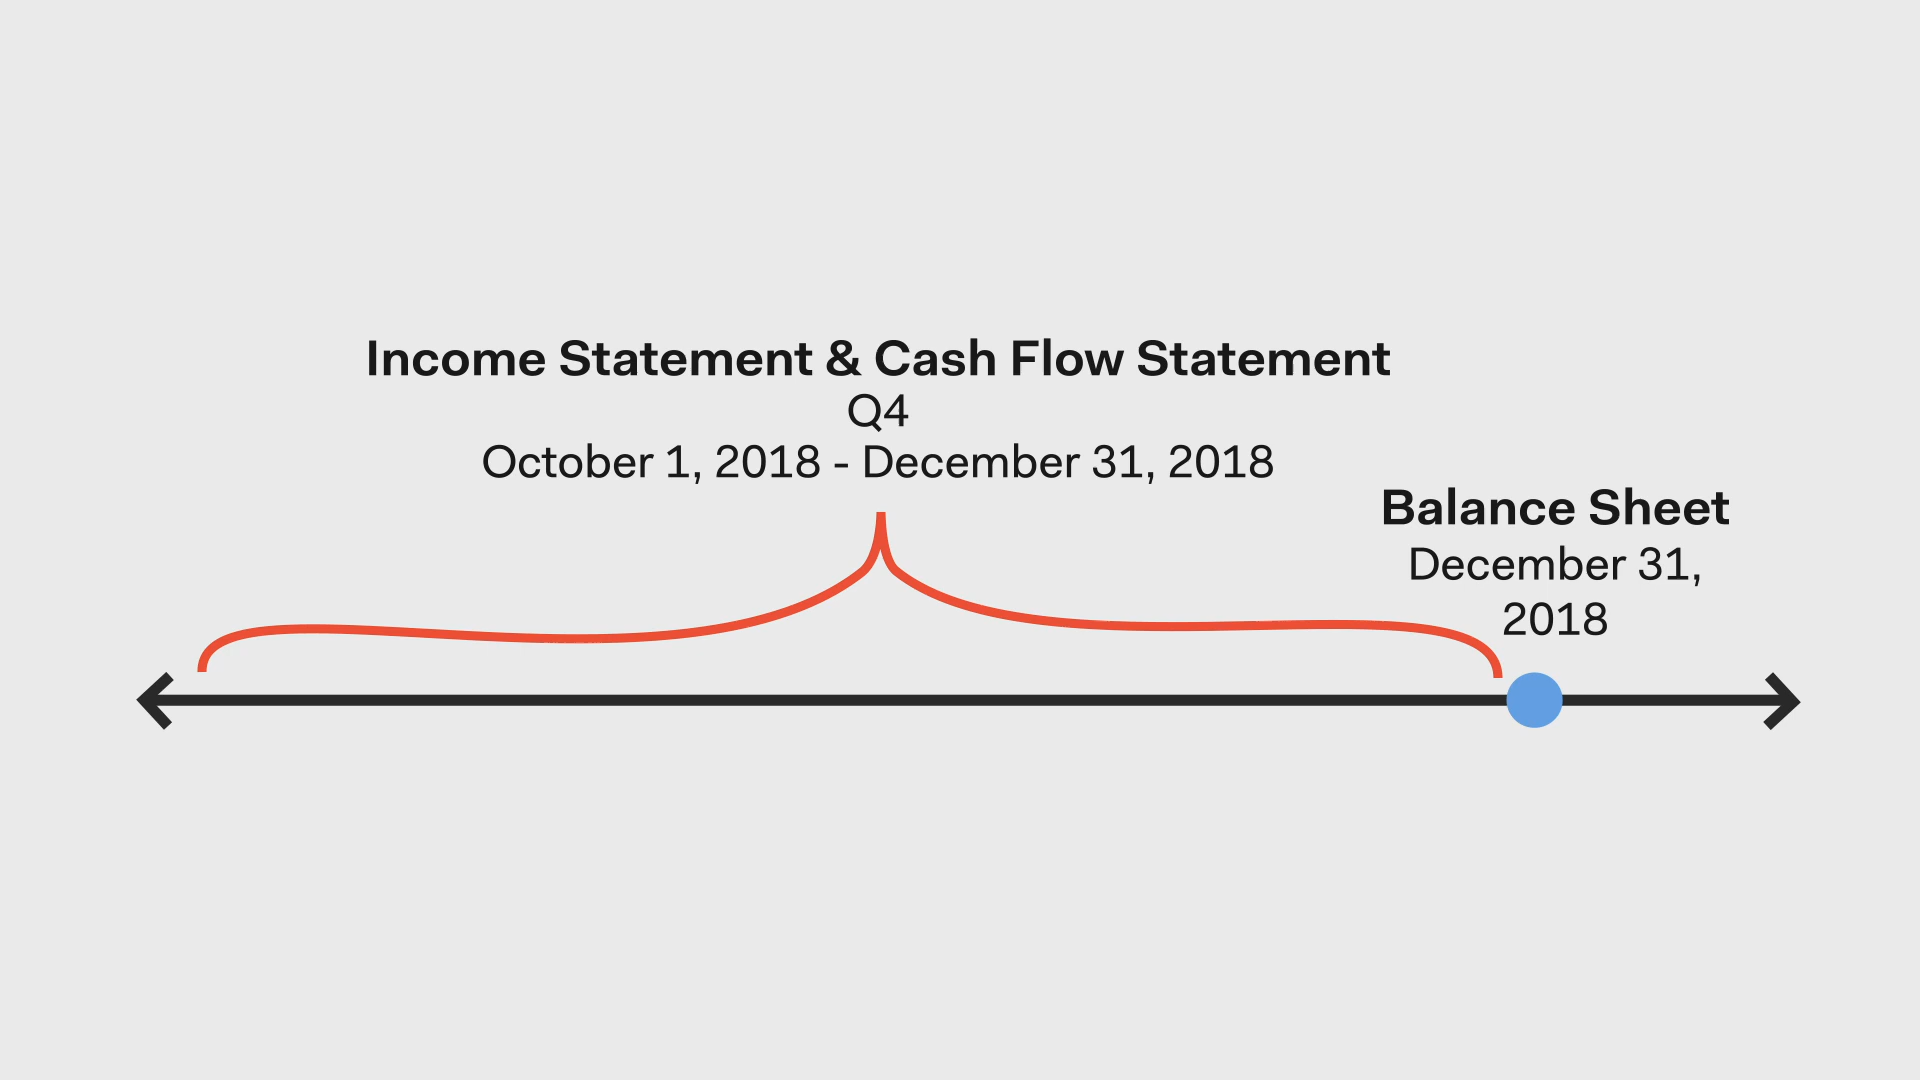 Income Statement & Cash Flow Statement
Q4
October 1, 2018 - December 31, 2018
Balance Sheet
December 31,
2018